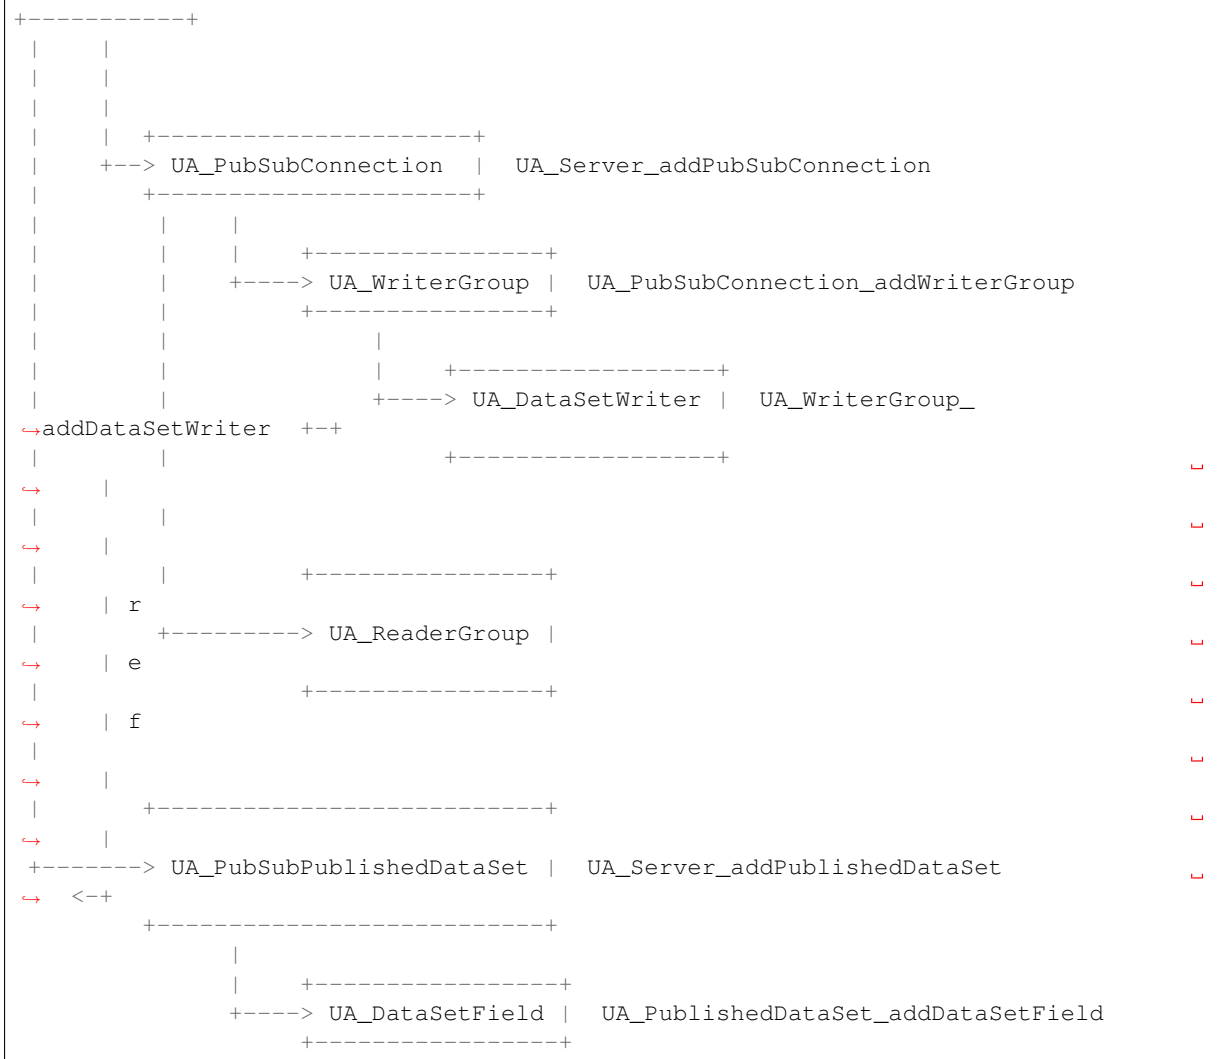 +-----------+
|     |
|     |
|     |
|     |  +----------------------+
|     +--> UA_PubSubConnection  |  UA_Server_addPubSubConnection
|        +----------------------+
|         |    |
|         |    |    +----------------+
|         |    +----> UA_WriterGroup |  UA_PubSubConnection_addWriterGroup
|         |         +----------------+
|         |              |
|         |              |    +------------------+
|         |              +----> UA_DataSetWriter |  UA_WriterGroup_
↪addDataSetWriter  +-+
|         |                   +------------------+ ␣
↪    |
|         | ␣
↪    |
|         |         +----------------+ ␣
↪    | r
|         +---------> UA_ReaderGroup | ␣
↪    | e
|                   +----------------+ ␣
↪    | f
| ␣
↪    |
|        +---------------------------+ ␣
↪    |
+-------> UA_PubSubPublishedDataSet |  UA_Server_addPublishedDataSet ␣
↪  <-+
+---------------------------+
|
|    +-----------------+
+----> UA_DataSetField |  UA_PublishedDataSet_addDataSetField
+-----------------+